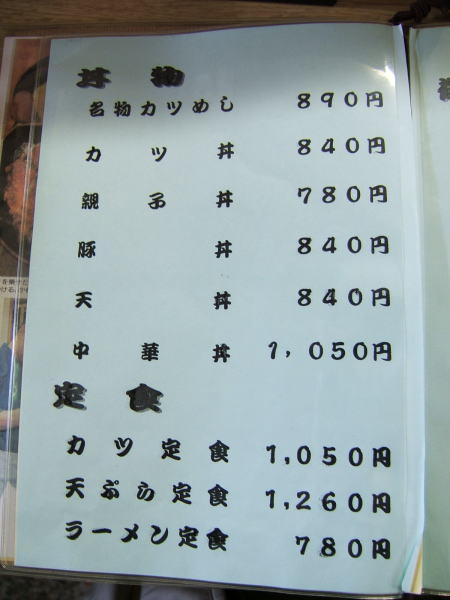 丼物
名物カツめし 890円
カツ丼 840円
親子丼 780円
豚丼 840円
天丼 840円
中華丼 1,050円
定食
カツ定食 1,050円
天ぷら定食 1,260円
ラーメン定食 780円